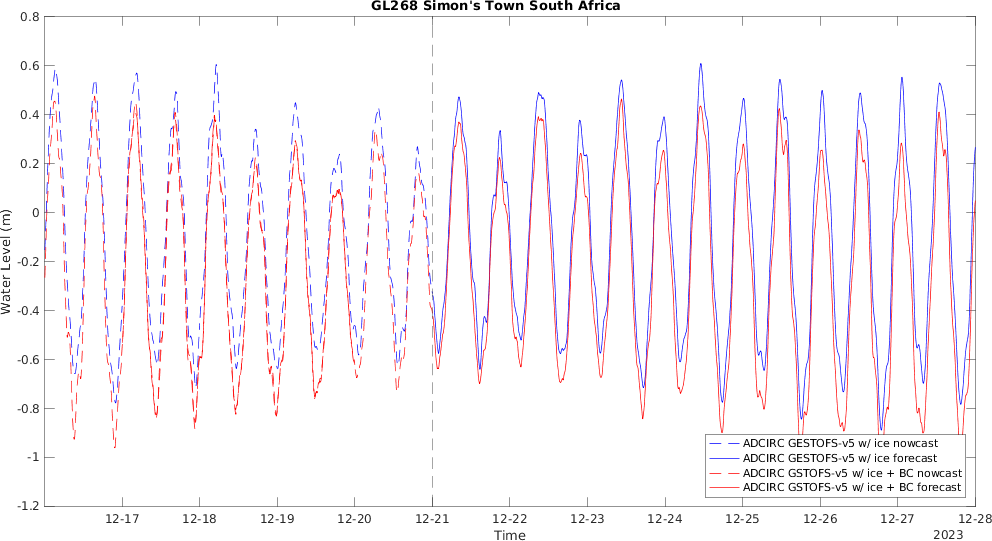 GL268 Simon's Town South Africa
0.8
0.6
0.4
0.2
0
-0.2
-0.4
-0.6
-0.8
-1
-1.2
Water Level (m)
ADCIRC GESTOFS-v5 w/ ice nowcast
ADCIRC GESTOFS-v5 w/ ice forecast
ADCIRC GSTOFS-v5 w/ ice + BC nowcast
ADCIRC GSTOFS-v5 w/ ice + BC forecast
12-17 12-18 12-19 12-20 12-21 12-22 12-23 12-24 12-25 12-26 12-27 12-28
Time
2023